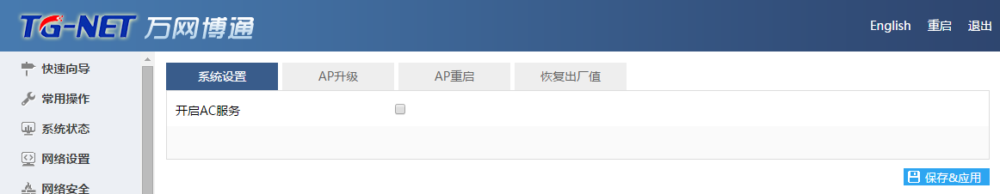 TG-NET 万网博通
English 重启 退出
快速向导
常用操作
系统状态
网络设置
网络安全
系统设置 AP升级 AP重启 恢复出厂值
开启AC服务
保存&应用